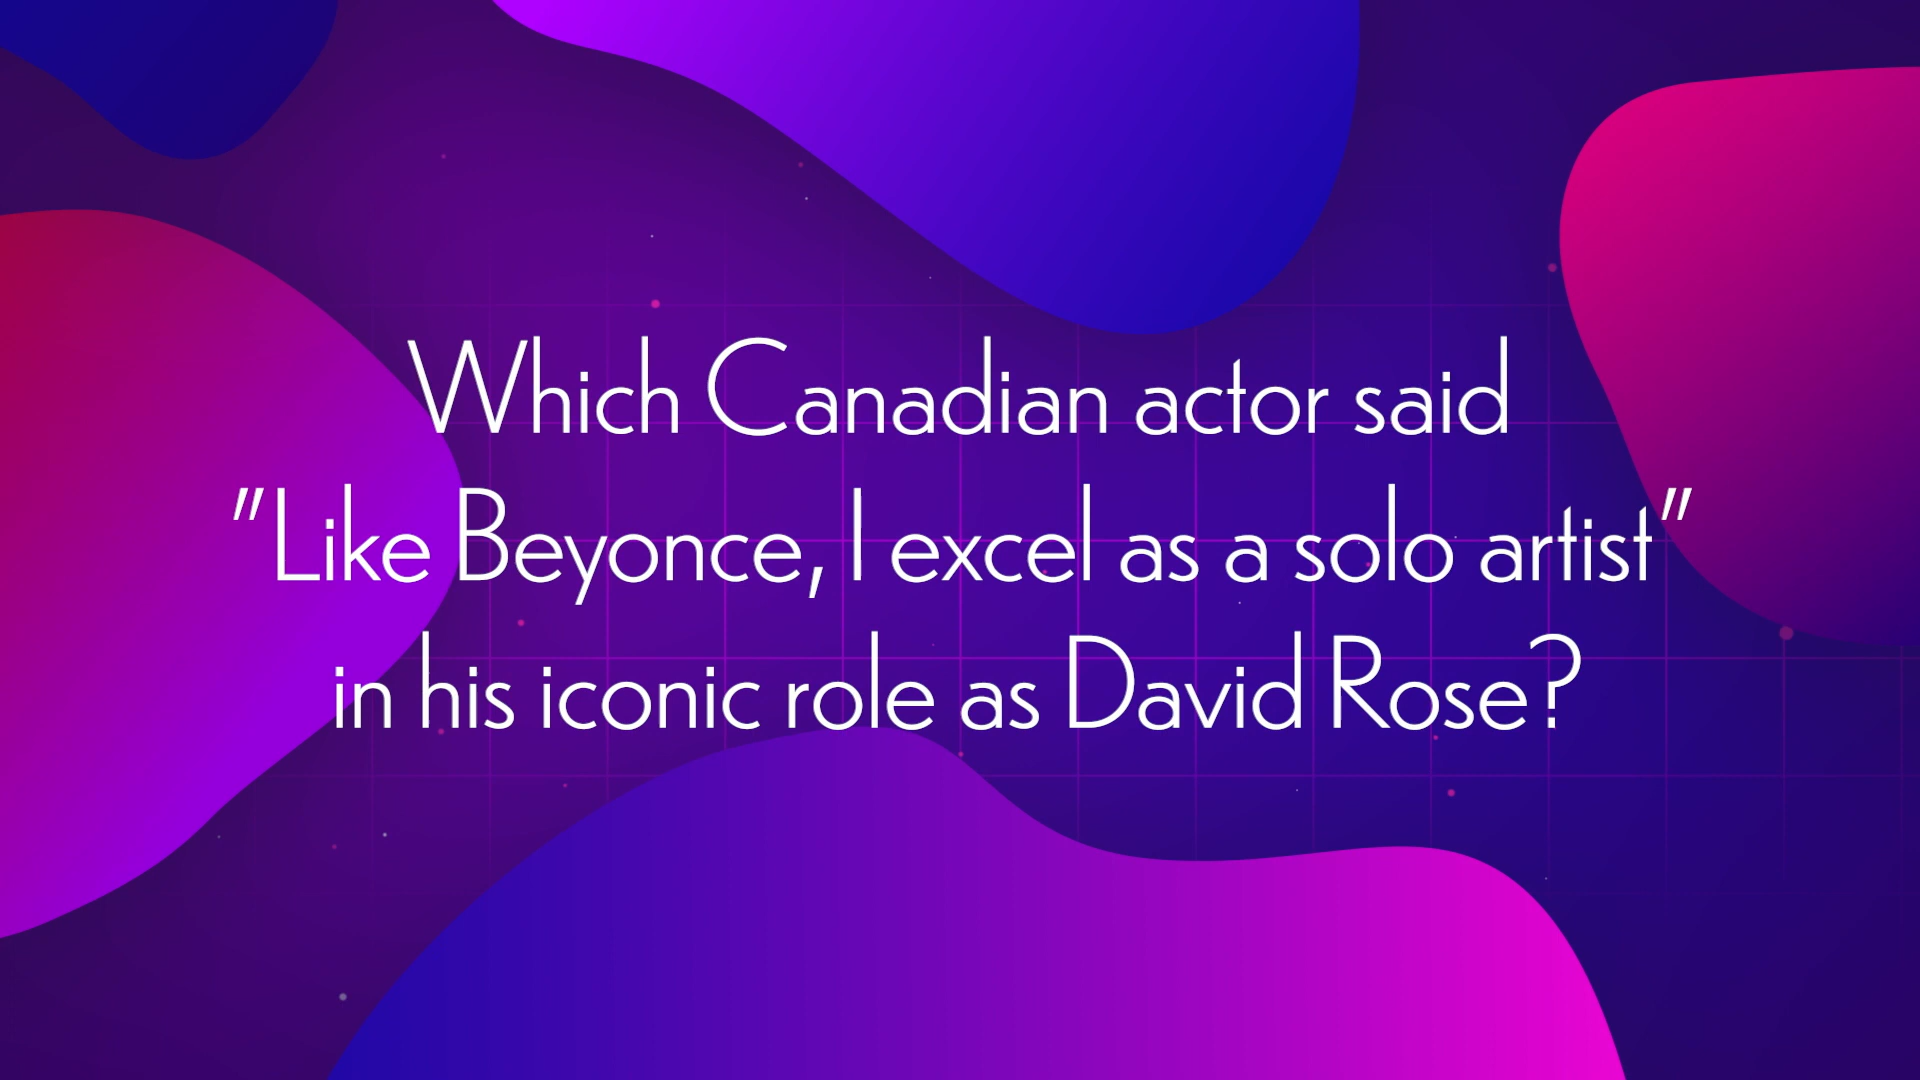 Which Canadian actor said
"Like Beyonce, I excel as a solo artist"
in his iconic role as David Rose?